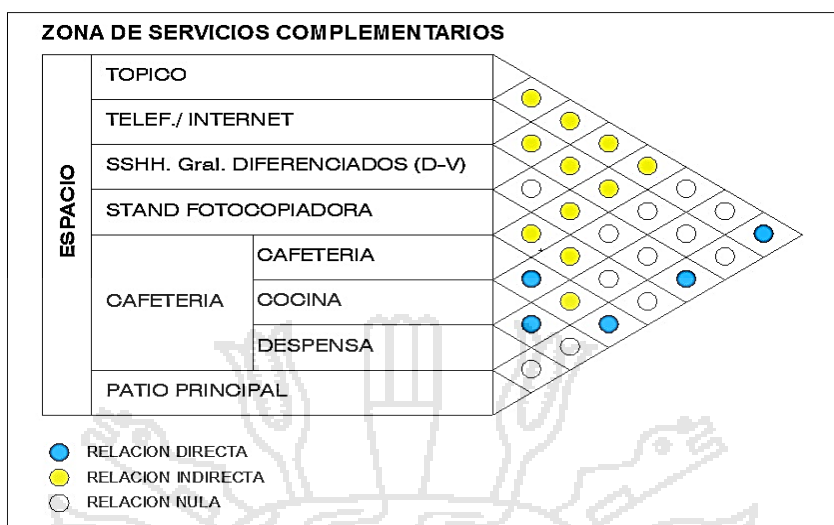 ZONA DE SERVICIOS COMPLEMENTARIOS
ESPACIO
TOPICO
TELEF./ INTERNET
SSHH. Gral. DIFERENCIADOS (D-V)
STAND FOTOCOPIADORA
CAFETERIA
CAFETERIA
COCINA
DESPENSA
PATIO PRINCIPAL
RELACION DIRECTA
RELACION INDIRECTA
RELACION NULA